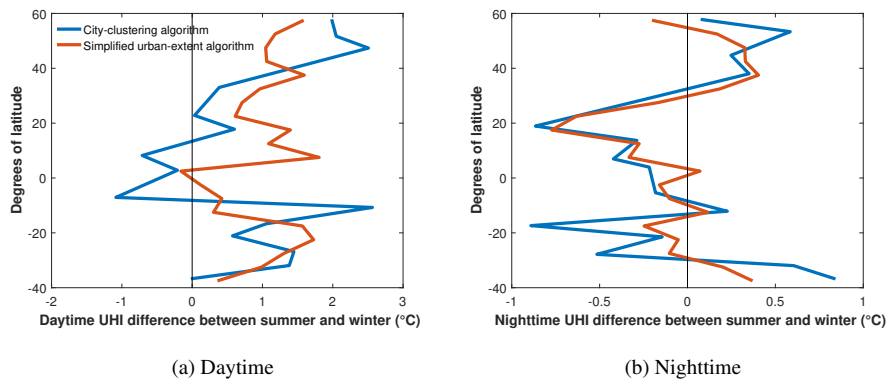 City-clustering algorithm
Simplified urban-extent algorithm
Degrees of latitude
60
40
20
0
-20
-40
-2
-1
0
1
2
3
Daytime UHI difference between summer and winter (°C)
(a) Daytime
Degrees of latitude
60
40
20
0
-20
-40
-1
-0.5
0
0.5
1
Nighttime UHI difference between summer and winter (°C)
(b) Nighttime